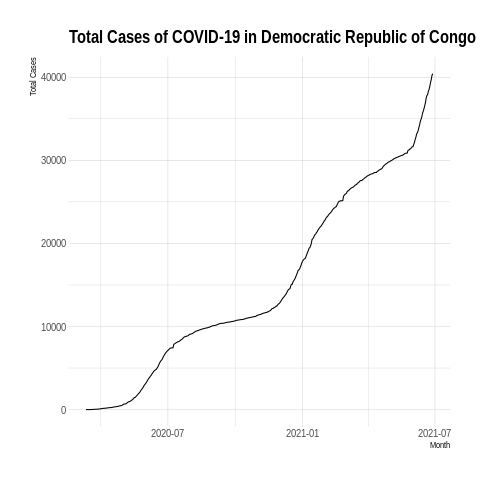 Total Cases of COVID-19 in Democratic Republic of Congo
Total Cases
40000
30000
20000
10000
0
2020-07
2021-01
2021-07
Month